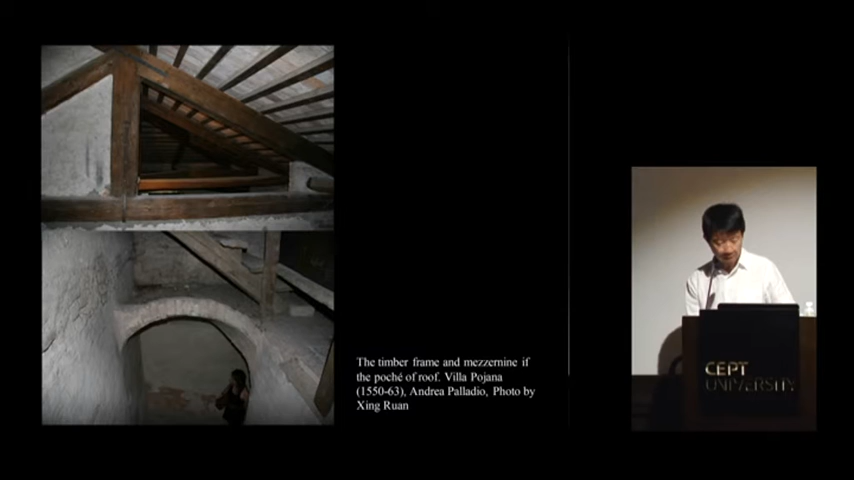 The timber frame and mezzernine if
the poché of roof. Villa Pojana
(1550-63), Andrea Palladio, Photo by
Xing Ruan
CEPT
UNIVERSITY